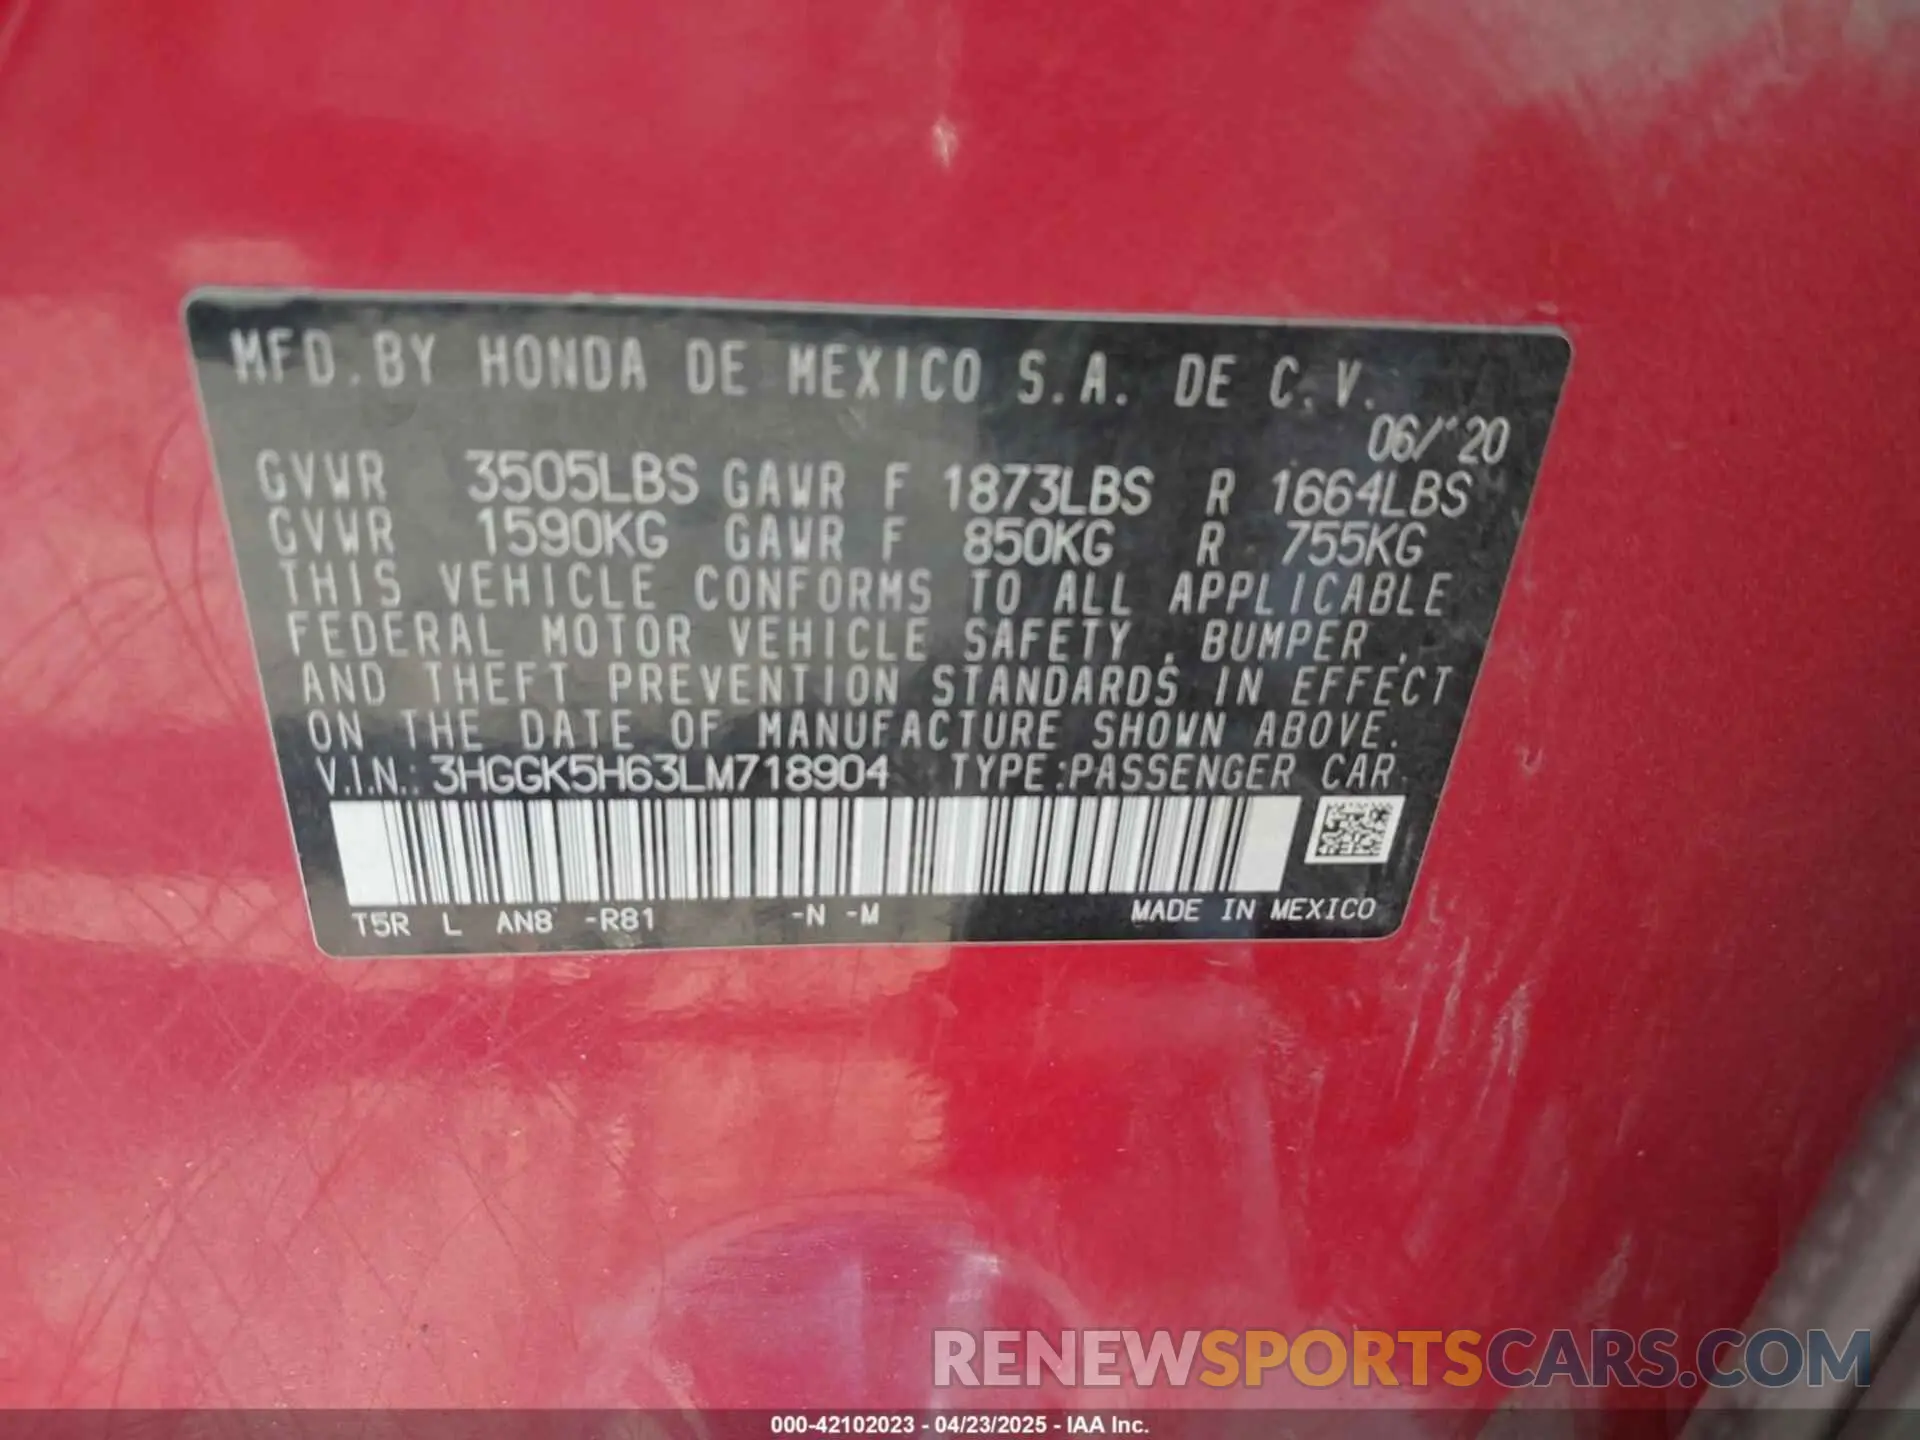 MFD.BY HONDA DE MEXICO S.A. DE C.V.
06/'20
GVWR 3505LBS GAWR F 1873LBS R 1664LBS
GVWR 1590KG GAWR F 850KG R 755KG
THIS VEHICLE CONFORMS TO ALL APPLICABLE
FEDERAL MOTOR VEHICLE SAFETY, BUMPER,
AND THEFT PREVENTION STANDARDS IN EFFECT
ON THE DATE OF MANUFACTURE SHOWN ABOVE.
V.I.N.: 3HGGK5H63LM718904 TYPE:PASSENGER CAR
T5R L AN8 -R81 -N -M MADE IN MEXICO
RENEWSPORTSCARS.COM
000-42102023 - 04/23/2025 - IAA Inc.